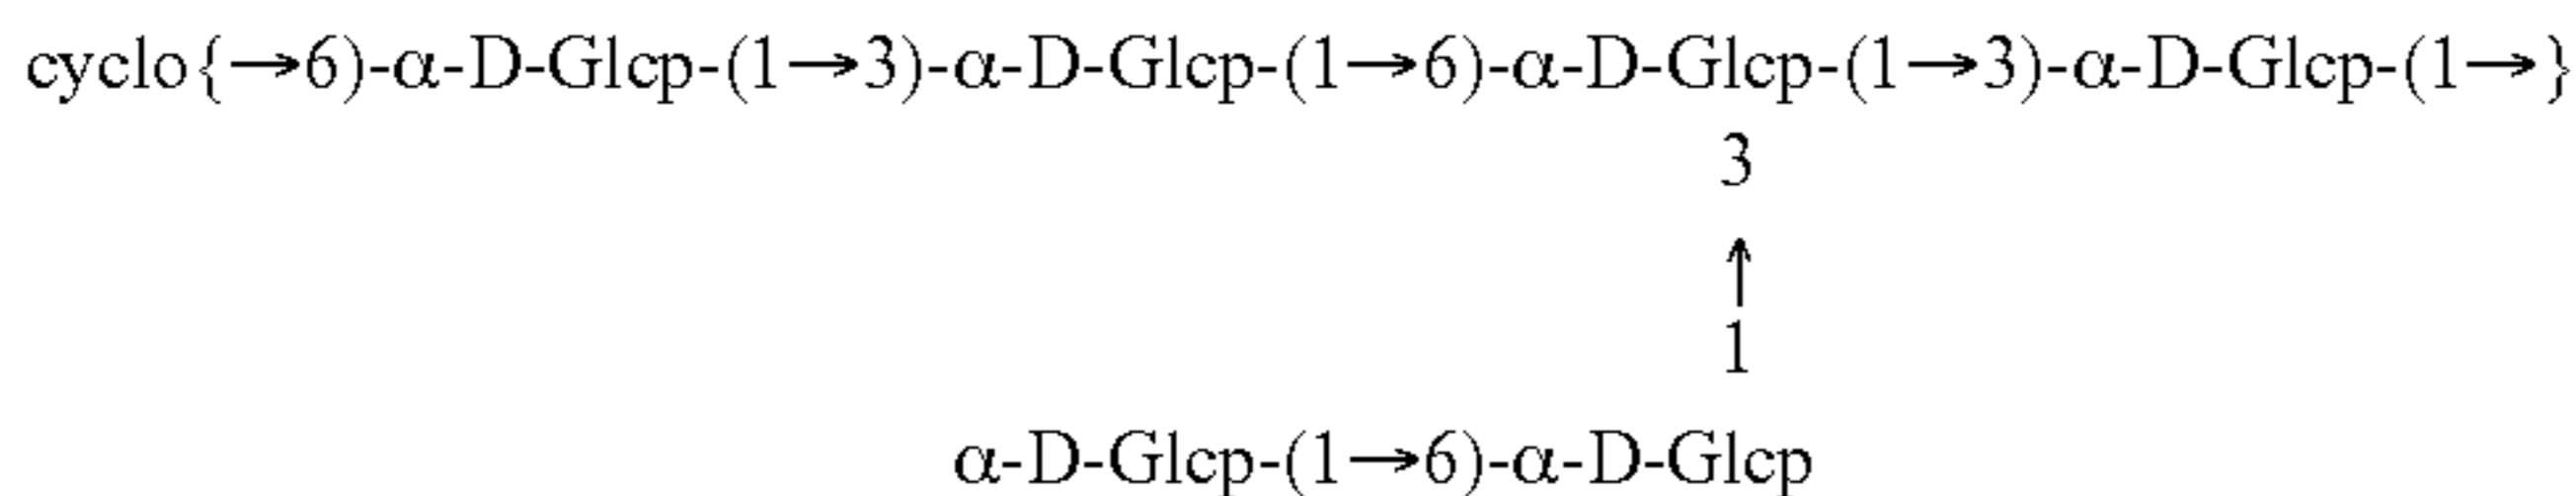 cyclo{→6)-α-D-Glcp-(1→3)-α-D-Glcp-(1→6)-α-D-Glcp-(1→3)-α-D-Glcp-(1→}
3
↑
1
α-D-Glcp-(1→6)-α-D-Glcp